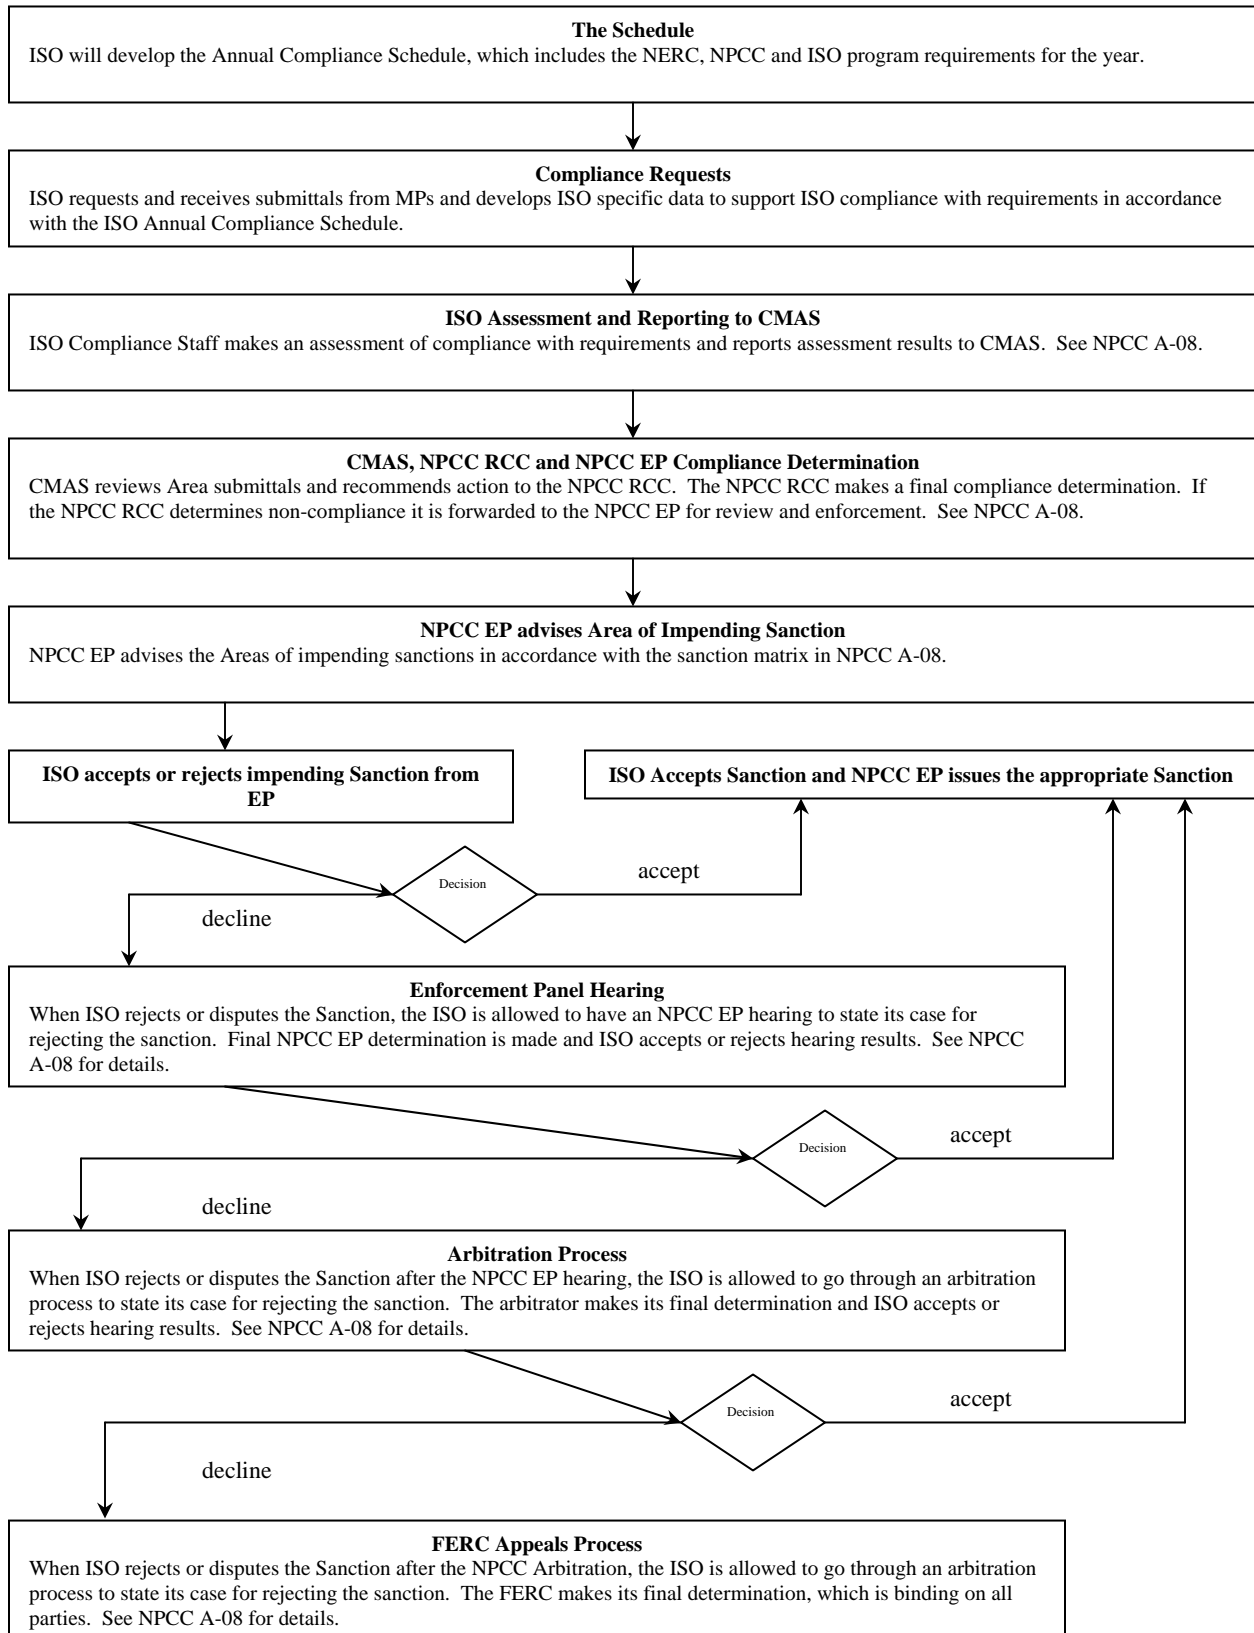 The Schedule
ISO will develop the Annual Compliance Schedule, which includes the NERC, NPCC and ISO program requirements for the year.
Compliance Requests
ISO requests and receives submittals from MPs and develops ISO specific data to support ISO compliance with requirements in accordance
with the ISO Annual Compliance Schedule.
ISO Assessment and Reporting to CMAS
ISO Compliance Staff makes an assessment of compliance with requirements and reports assessment results to CMAS. See NPCC A-08.
CMAS, NPCC RCC and NPCC EP Compliance Determination
CMAS reviews Area submittals and recommends action to the NPCC RCC. The NPCC RCC makes a final compliance determination. If
the NPCC RCC determines non-compliance it is forwarded to the NPCC EP for review and enforcement. See NPCC A-08.
NPCC EP advises Area of Impending Sanction
NPCC EP advises the Areas of impending sanctions in accordance with the sanction matrix in NPCC A-08.
ISO accepts or rejects impending Sanction from
EP
ISO Accepts Sanction and NPCC EP issues the appropriate Sanction
Decision
accept
decline
Enforcement Panel Hearing
When ISO rejects or disputes the Sanction, the ISO is allowed to have an NPCC EP hearing to state its case for
rejecting the sanction. Final NPCC EP determination is made and ISO accepts or rejects hearing results. See NPCC
A-08 for details.
Decision
accept
decline
Arbitration Process
When ISO rejects or disputes the Sanction after the NPCC EP hearing, the ISO is allowed to go through an arbitration
process to state its case for rejecting the sanction. The arbitrator makes its final determination and ISO accepts or
rejects hearing results. See NPCC A-08 for details.
Decision
accept
decline
FERC Appeals Process
When ISO rejects or disputes the Sanction after the NPCC Arbitration, the ISO is allowed to go through an arbitration
process to state its case for rejecting the sanction. The FERC makes its final determination, which is binding on all
parties. See NPCC A-08 for details.